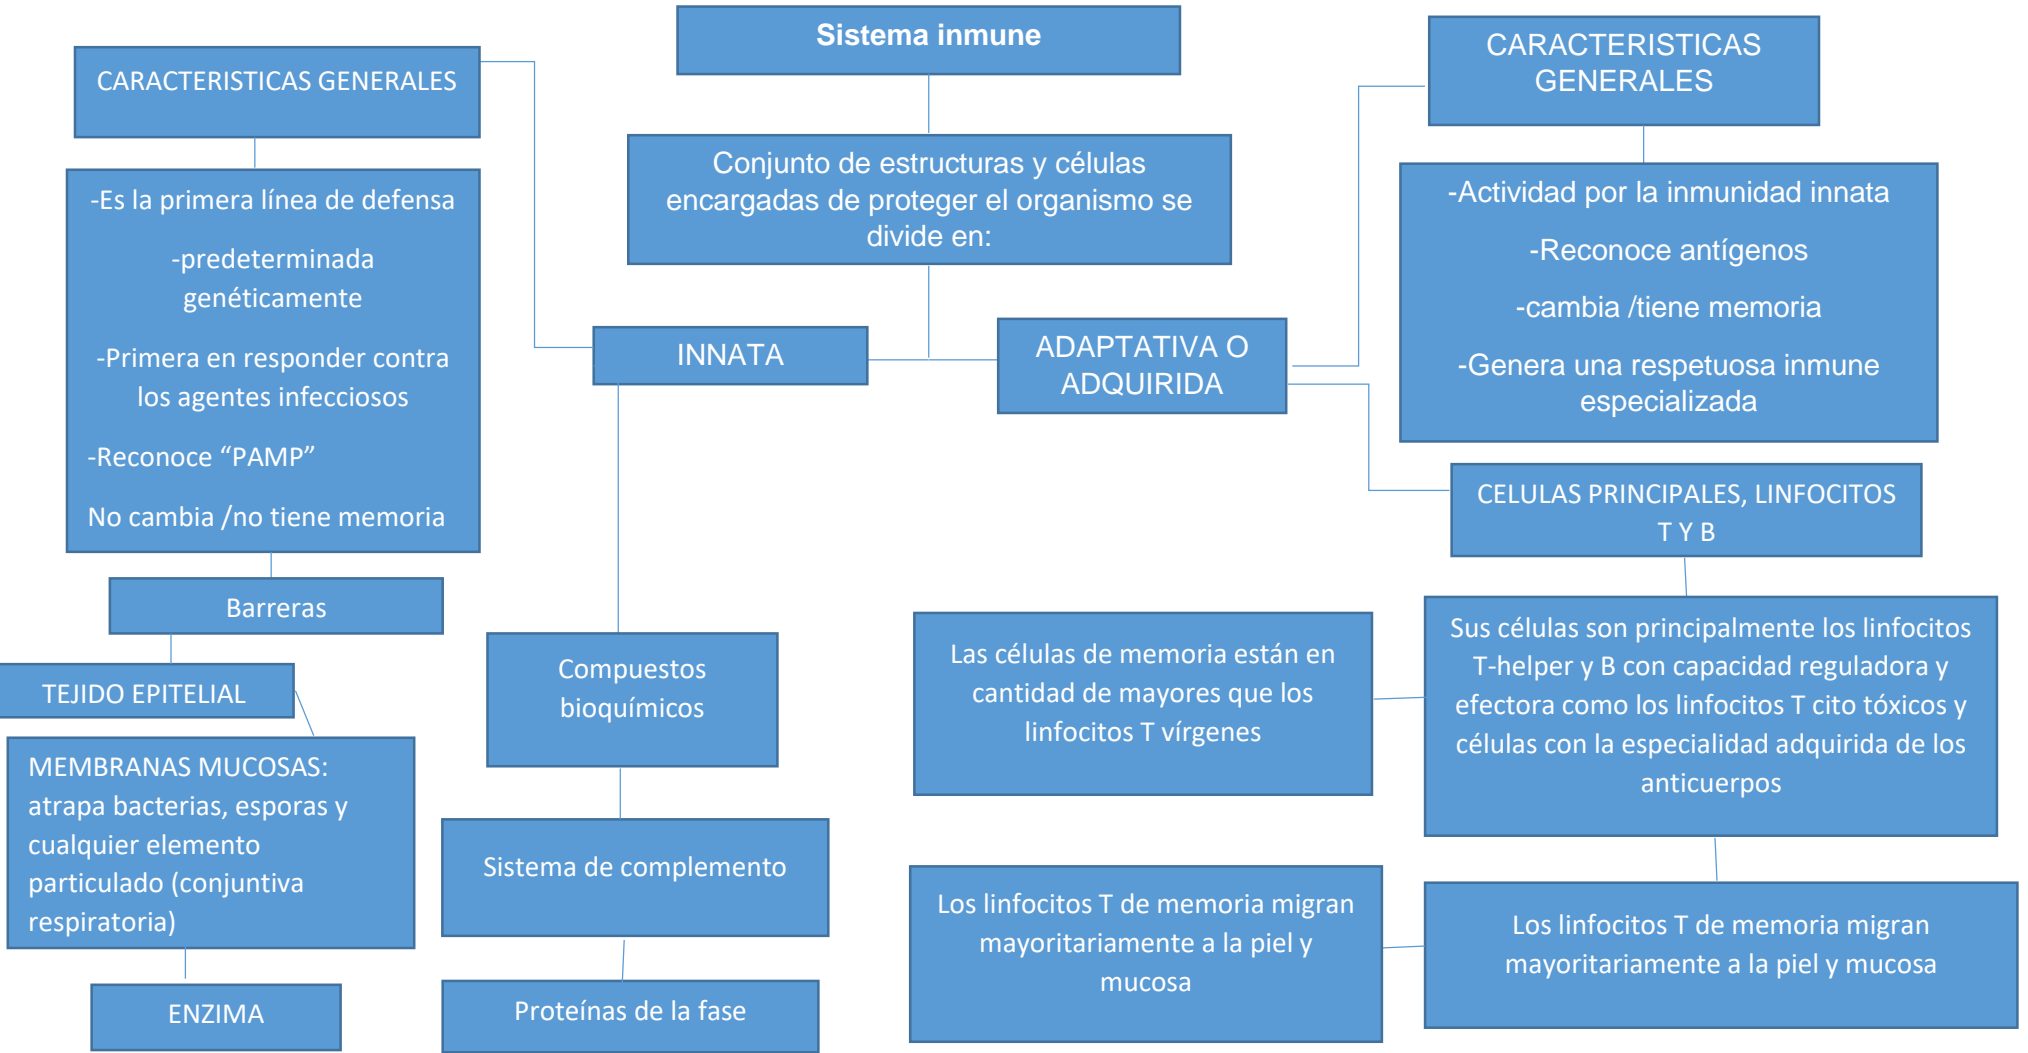 Sistema inmune
CARACTERISTICAS GENERALES
CARACTERISTICAS
GENERALES
Conjunto de estructuras y células
encargadas de proteger el organismo se
divide en:
-Es la primera línea de defensa
-predeterminada
genéticamente
-Primera en responder contra
los agentes infecciosos
-Reconoce “PAMP”
No cambia /no tiene memoria
INNATA
ADAPTATIVA O
ADQUIRIDA
-Actividad por la inmunidad innata
-Reconoce antígenos
-cambia /tiene memoria
-Genera una respetuosa inmune
especializada
CELULAS PRINCIPALES, LINFOCITOS
T Y B
Barreras
TEJIDO EPITELIAL
MEMBRANAS MUCOSAS:
atrapa bacterias, esporas y
cualquier elemento
particulado (conjuntiva
respiratoria)
ENZIMA
Compuestos
bioquímicos
Sistema de complemento
Proteínas de la fase
Las células de memoria están en
cantidad de mayores que los
linfocitos T vírgenes
Sus células son principalmente los linfocitos
T-helper y B con capacidad reguladora y
efectora como los linfocitos T cito tóxicos y
células con la especialidad adquirida de los
anticuerpos
Los linfocitos T de memoria migran
mayoritariamente a la piel y
mucosa
Los linfocitos T de memoria migran
mayoritariamente a la piel y mucosa